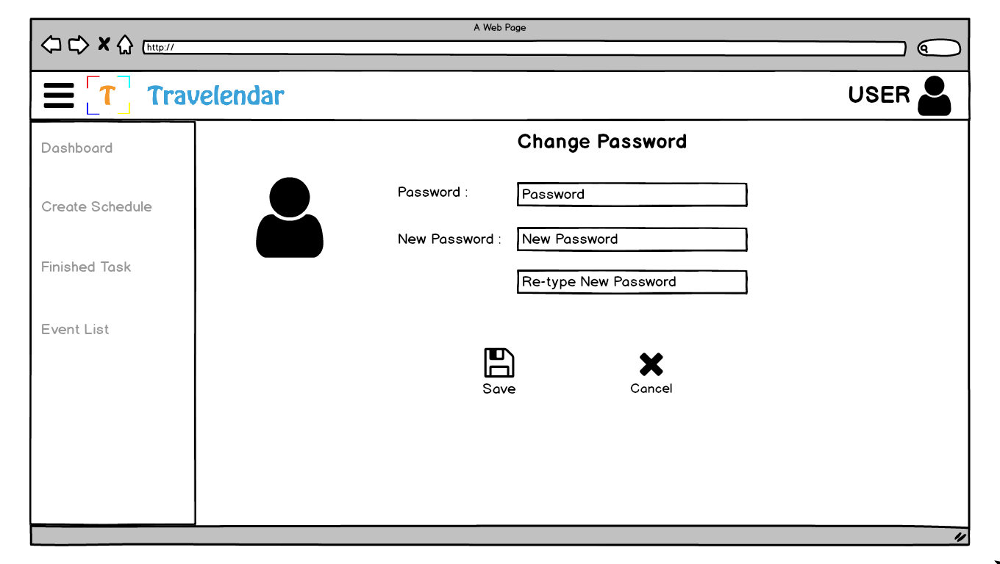 A Web Page
http://
T Travelendar
USER
Dashboard
Create Schedule
Finished Task
Event List
Change Password
Password : Password
New Password : New Password
Re-type New Password
Save
Cancel